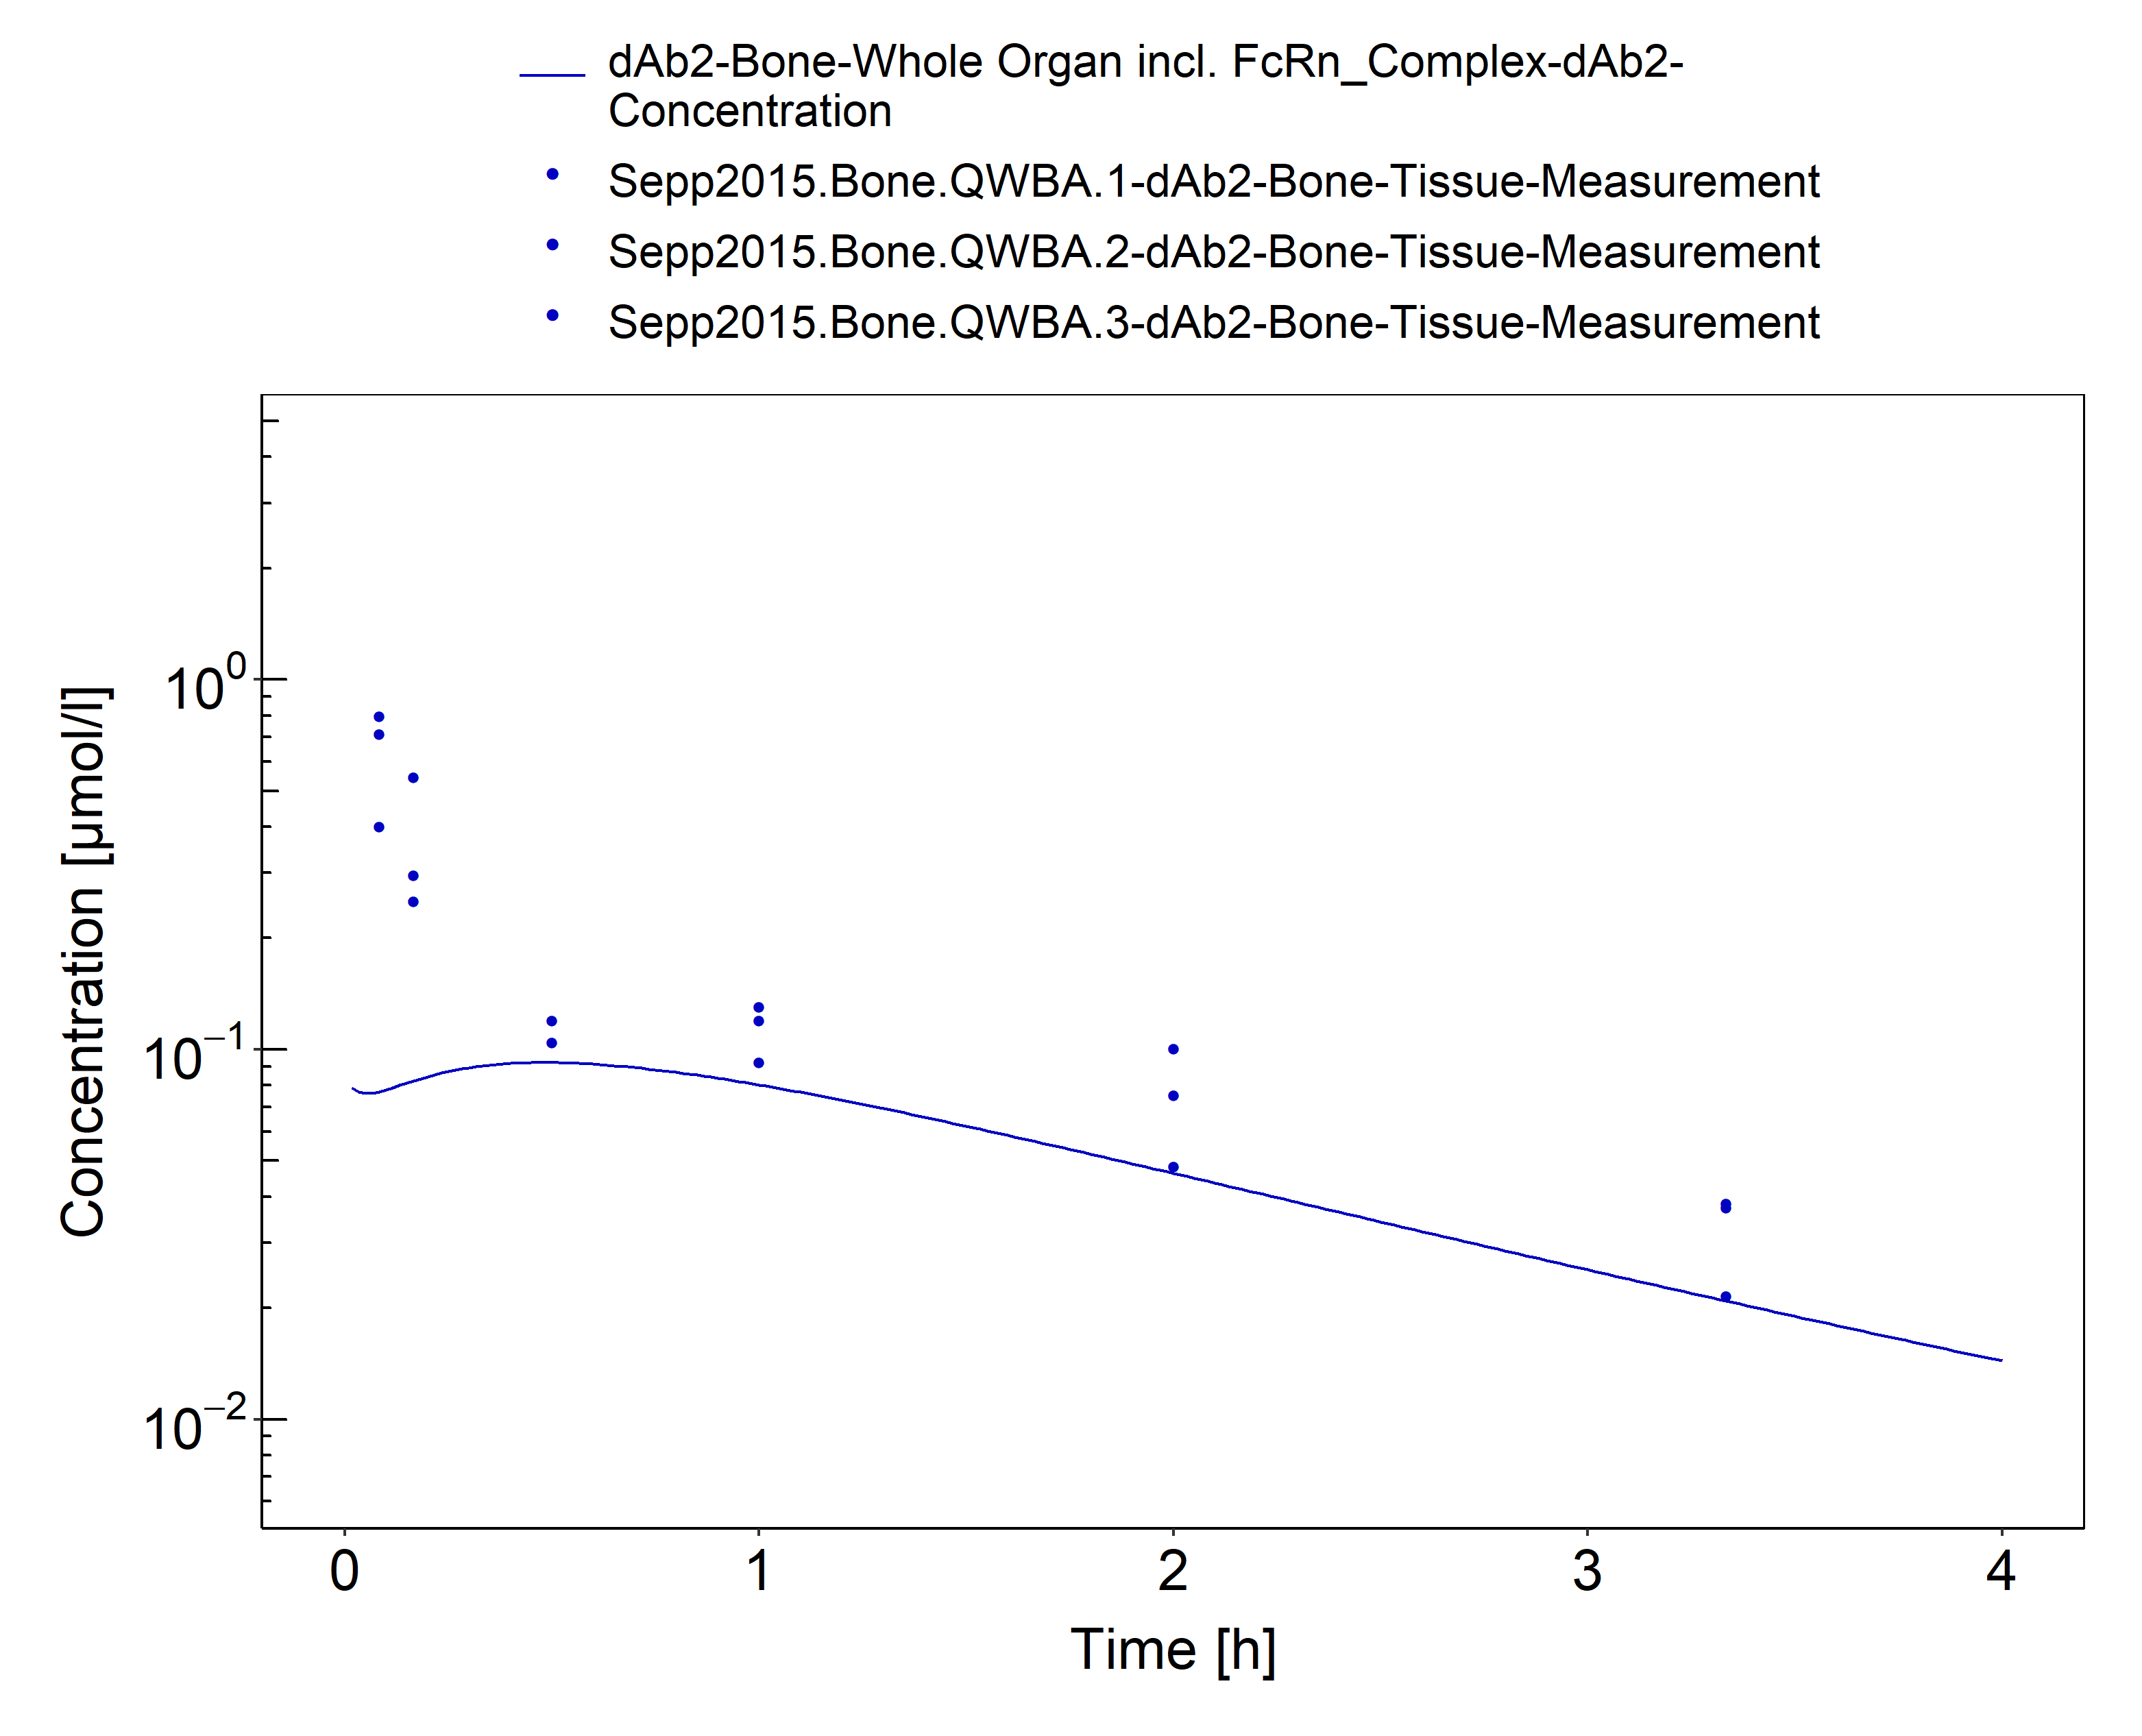 dAb2-Bone-Whole Organ incl. FcRn_Complex-dAb2-
Concentration
Sepp2015.Bone.QWBA.1-dAb2-Bone-Tissue-Measurement
Sepp2015.Bone.QWBA.2-dAb2-Bone-Tissue-Measurement
Sepp2015.Bone.QWBA.3-dAb2-Bone-Tissue-Measurement
Concentration [µmol/l]
10⁰
10⁻¹
10⁻²
0 1 2 3 4
Time [h]